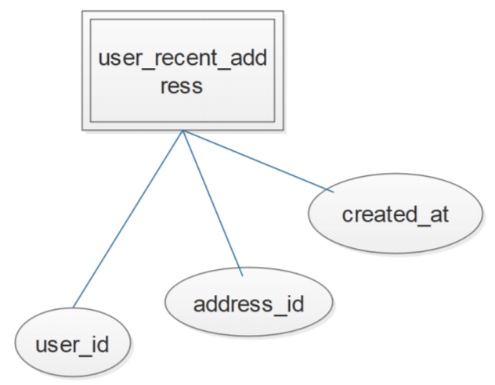 user_recent_add
ress
created_at
address_id
user_id